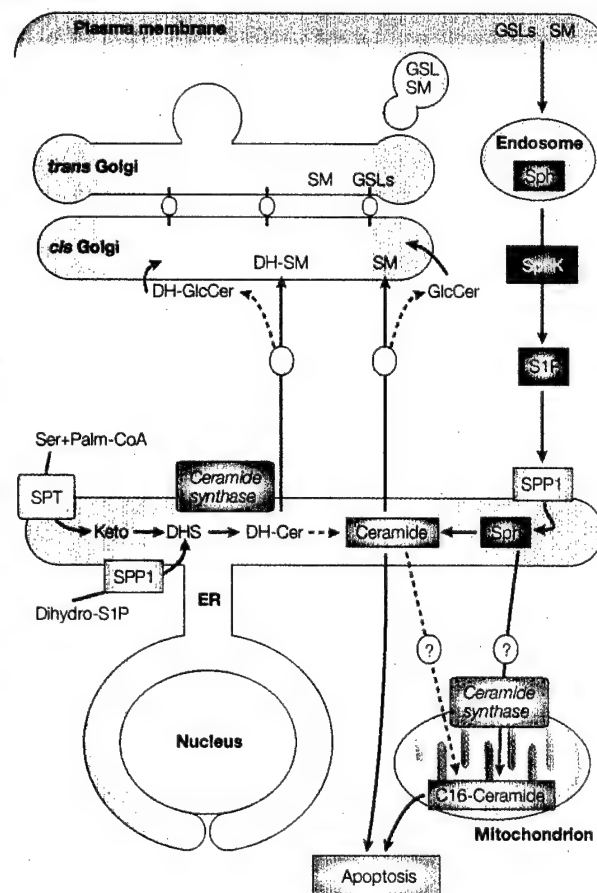 Plasma membrane
GSLs SM
GSL
SM
Endosome
Sph
trans Golgi
SM GSLs
cis Golgi
DH-SM
SM
DH-GlcCer
GlcCer
SphK
S1P
Ser+Palm-CoA
Ceramide
synthase
SPT
SPP1
Keto
DHS
DH-Cer
Ceramide
Sph
SPP1
ER
Dihydro-S1P
?
?
Ceramide
synthase
Nucleus
C16-Ceramide
Mitochondrion
Apoptosis